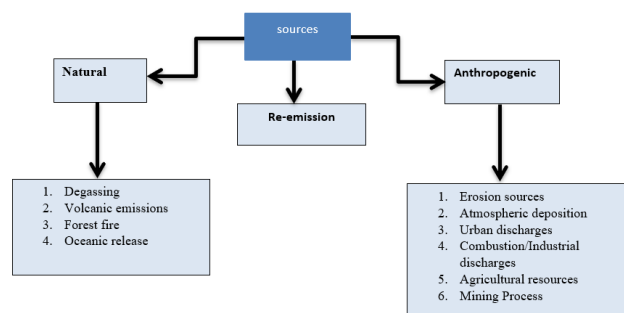 sources
Natural
Anthropogenic
Re-emission
1. Degassing
2. Volcanic emissions
3. Forest fire
4. Oceanic release
1. Erosion sources
2. Atmospheric deposition
3. Urban discharges
4. Combustion/Industrial
discharges
5. Agricultural resources
6. Mining Process